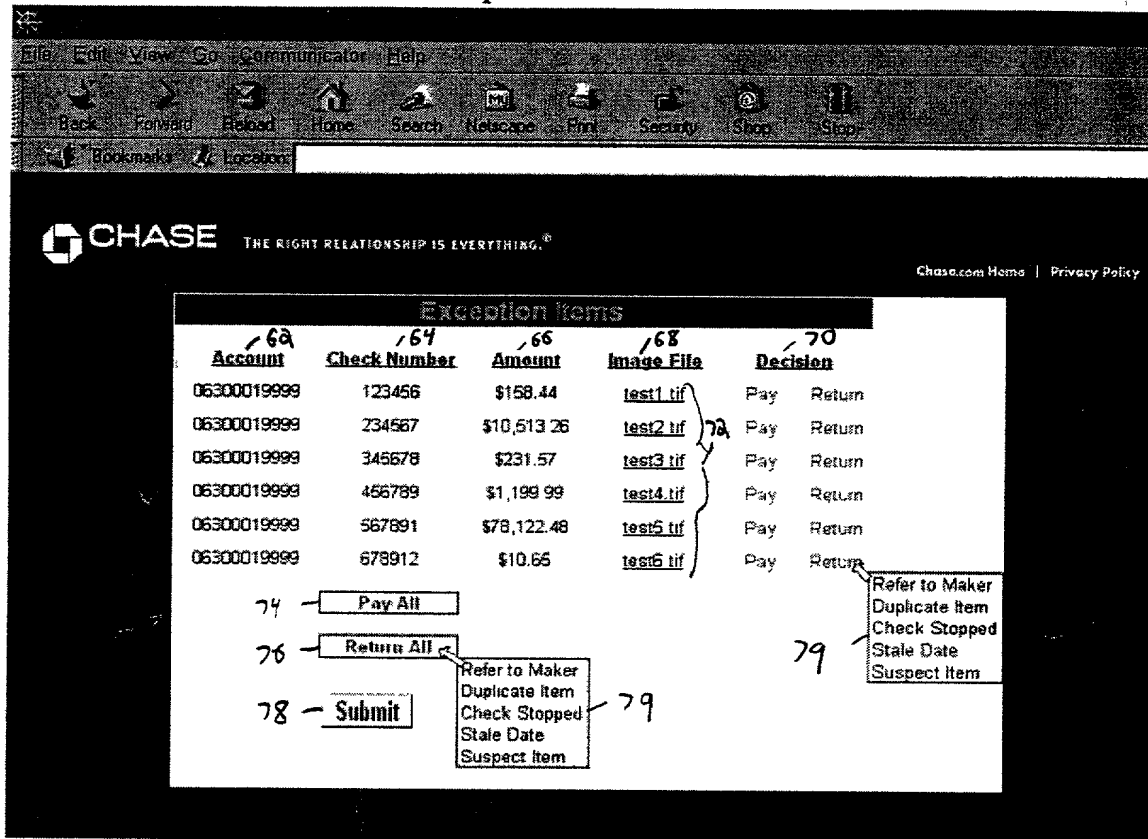 File Edit View Go Communicator Help
Back Forward Reload Home Search Netscape Print Security Shop Stop
Bookmarks Location:
CHASE THE RIGHT RELATIONSHIP IS EVERYTHING.®
Chase.com Home | Privacy Policy
Exception Items
62 64 66 68 70
Account Check Number Amount Image File Decision
06300019999 123456 $158.44 test1.tif Pay Return
06300019999 234567 $10,513.26 test2.tif 72 Pay Return
06300019999 345678 $231.57 test3.tif Pay Return
06300019999 456789 $1,199.99 test4.tif Pay Return
06300019999 567891 $78,122.48 test5.tif Pay Return
06300019999 678912 $10.65 test6.tif Pay Return
Refer to Maker
Duplicate Item
Check Stopped
Stale Date
Suspect Item
79
74 Pay All
76 Return All
Refer to Maker
Duplicate Item
Check Stopped
Stale Date
Suspect Item
79
78 Submit